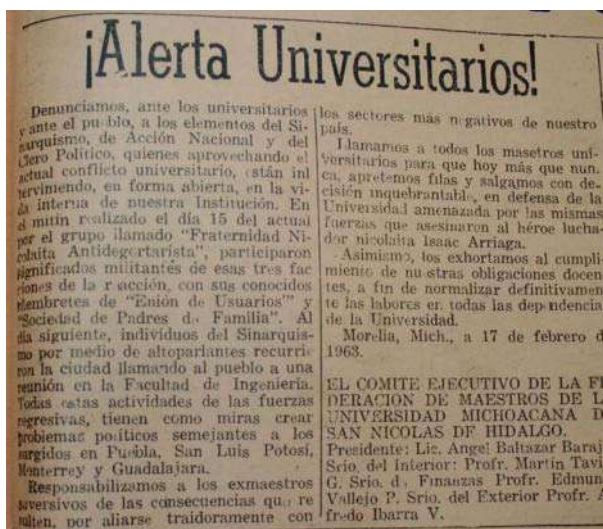 ¡Alerta Universitarios!
Denunciamos, ante los universitarios
y ante el pueblo, a los elementos del Si-
narquismo, de Acción Nacional y del
Clero Político, quienes aprovechando el
actual conflicto universitario, están inl
terviniendo, en forma abierta, en la vi-
da interna de nuestra Institución. En
el mitin realizado el día 15 del actual
por el grupo llamado "Fraternidad Ni-
colaita Antidegortarista", participaron
significados militantes de esas tres fac
ciones de la r acción, con sus conocidos
membretes de "Enión de Usuarios'" y
"Sociedad de Padres de Familia". Al
día siguiente, individuos del Sinarquis-
mo por medio de altoparlantes recurrie
ron la ciudad llamando al pueblo a una
reunión en la Facultad de Ingeniería.
Todas estas actividades de las fuerzas
regresivas, tienen como miras crear
problemas políticos semejantes a los
surgidos en Puebla, San Luis Potosí,
Monterrey y Guadalajara.
Responsabilizamos a los exmaestros
de las consecuencias que re
sulten, por aliarse traidoramente con
los sectores más negativos de nuestro
país.
Llamamos a todos los masetros uni-
versitarios para que hoy más que nun.
ca, apretemos filas y salgamos con de-
cisión inquebrantable, en defensa de la
Universidad amenazada por las mismas
fuerzas que asesinaron al héroe lucha-
dor nicolaita Isaac Arriaga.
Asimismo, los exhortamos al cumpli-
miento de nuestras obligaciones docen-
tes, a fin de normalizar definitivamen-
te las labores en todas las dependencia
de la Universidad.
Morelia, Mich., a 17 de febrero d
1963.
EL COMITE EJECUTIVO DE LA FE
DERACION DE MAESTROS DE L
UNIVERSIDAD MICHOACANA D
SAN NICOLAS DF HIDALGO.
Presidente: Lic. Angel Baltazar Baraj
Srio. del Interior: Profr. Martín Tavi
G. Srio. d, Finanzas Profr. Edmun
Vallejo P. Srio. del Exterior Profr. A
fredo Ibarra V.